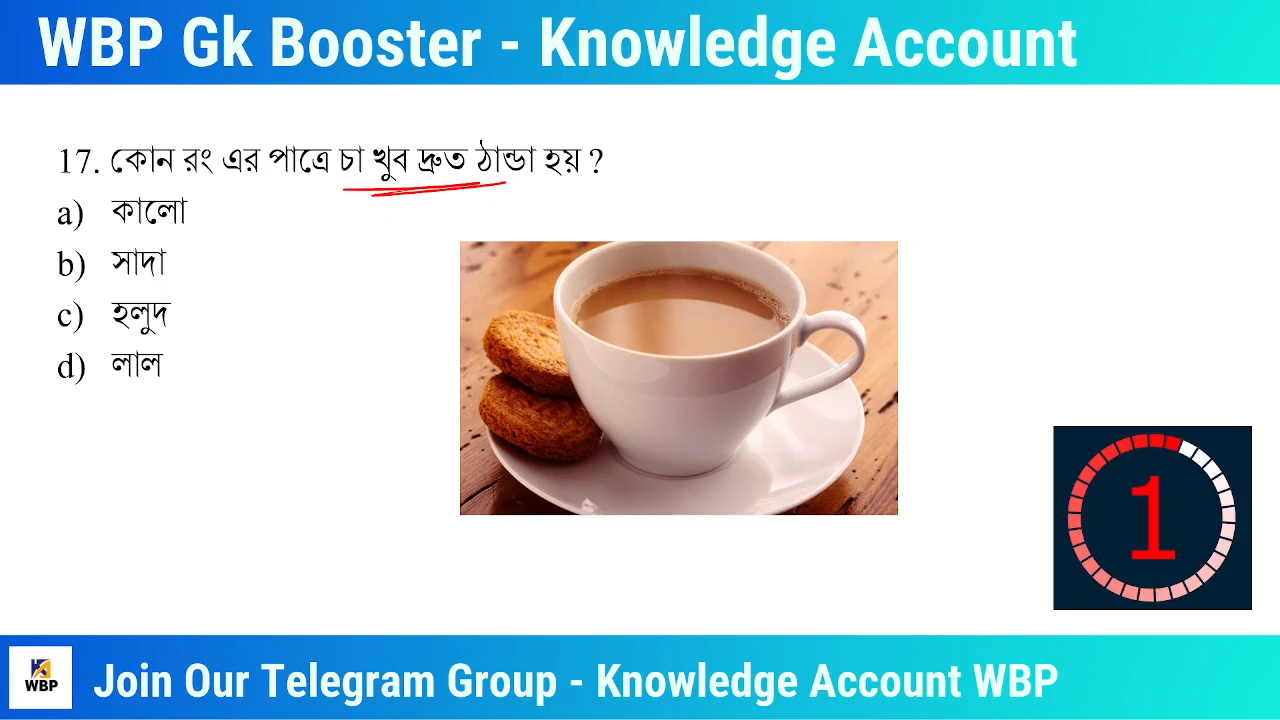 WBP Gk Booster - Knowledge Account
17. কোন রং এর পাত্রে চা খুব দ্রুত ঠান্ডা হয় ?
a) কালো
b) সাদা
c) হলুদ
d) লাল
1
WBP
Join Our Telegram Group - Knowledge Account WBP